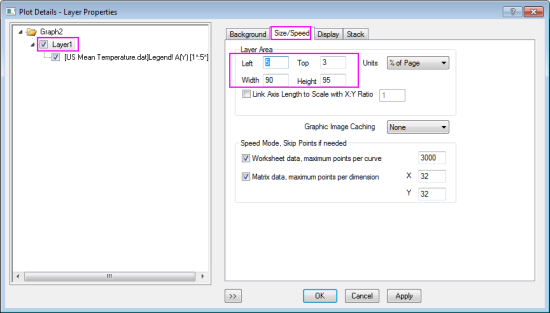 Plot Details - Layer Properties
Graph2
Layer1
[US Mean Temperature.dat]Legend! A(Y) [1*:5*]
Background Size/Speed Display Stack
Layer Area
Left 5 Top 3 Units % of Page
Width 90 Height 95
Link Axis Length to Scale with X:Y Ratio 1
Graphic Image Caching None
Speed Mode, Skip Points if needed
Worksheet data, maximum points per curve 3000
Matrix data, maximum points per dimension X 32
Y 32
>> OK Cancel Apply